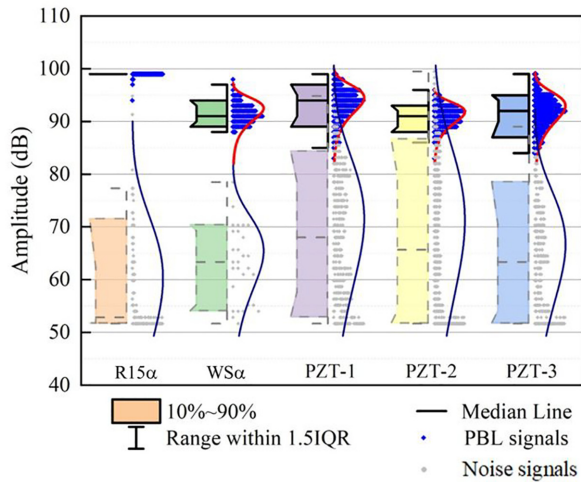 Amplitude (dB)
110
100
90
80
70
60
50
40
R15α
WSα
PZT-1
PZT-2
PZT-3
10%~90%
Median Line
Range within 1.5IQR
PBL signals
Noise signals